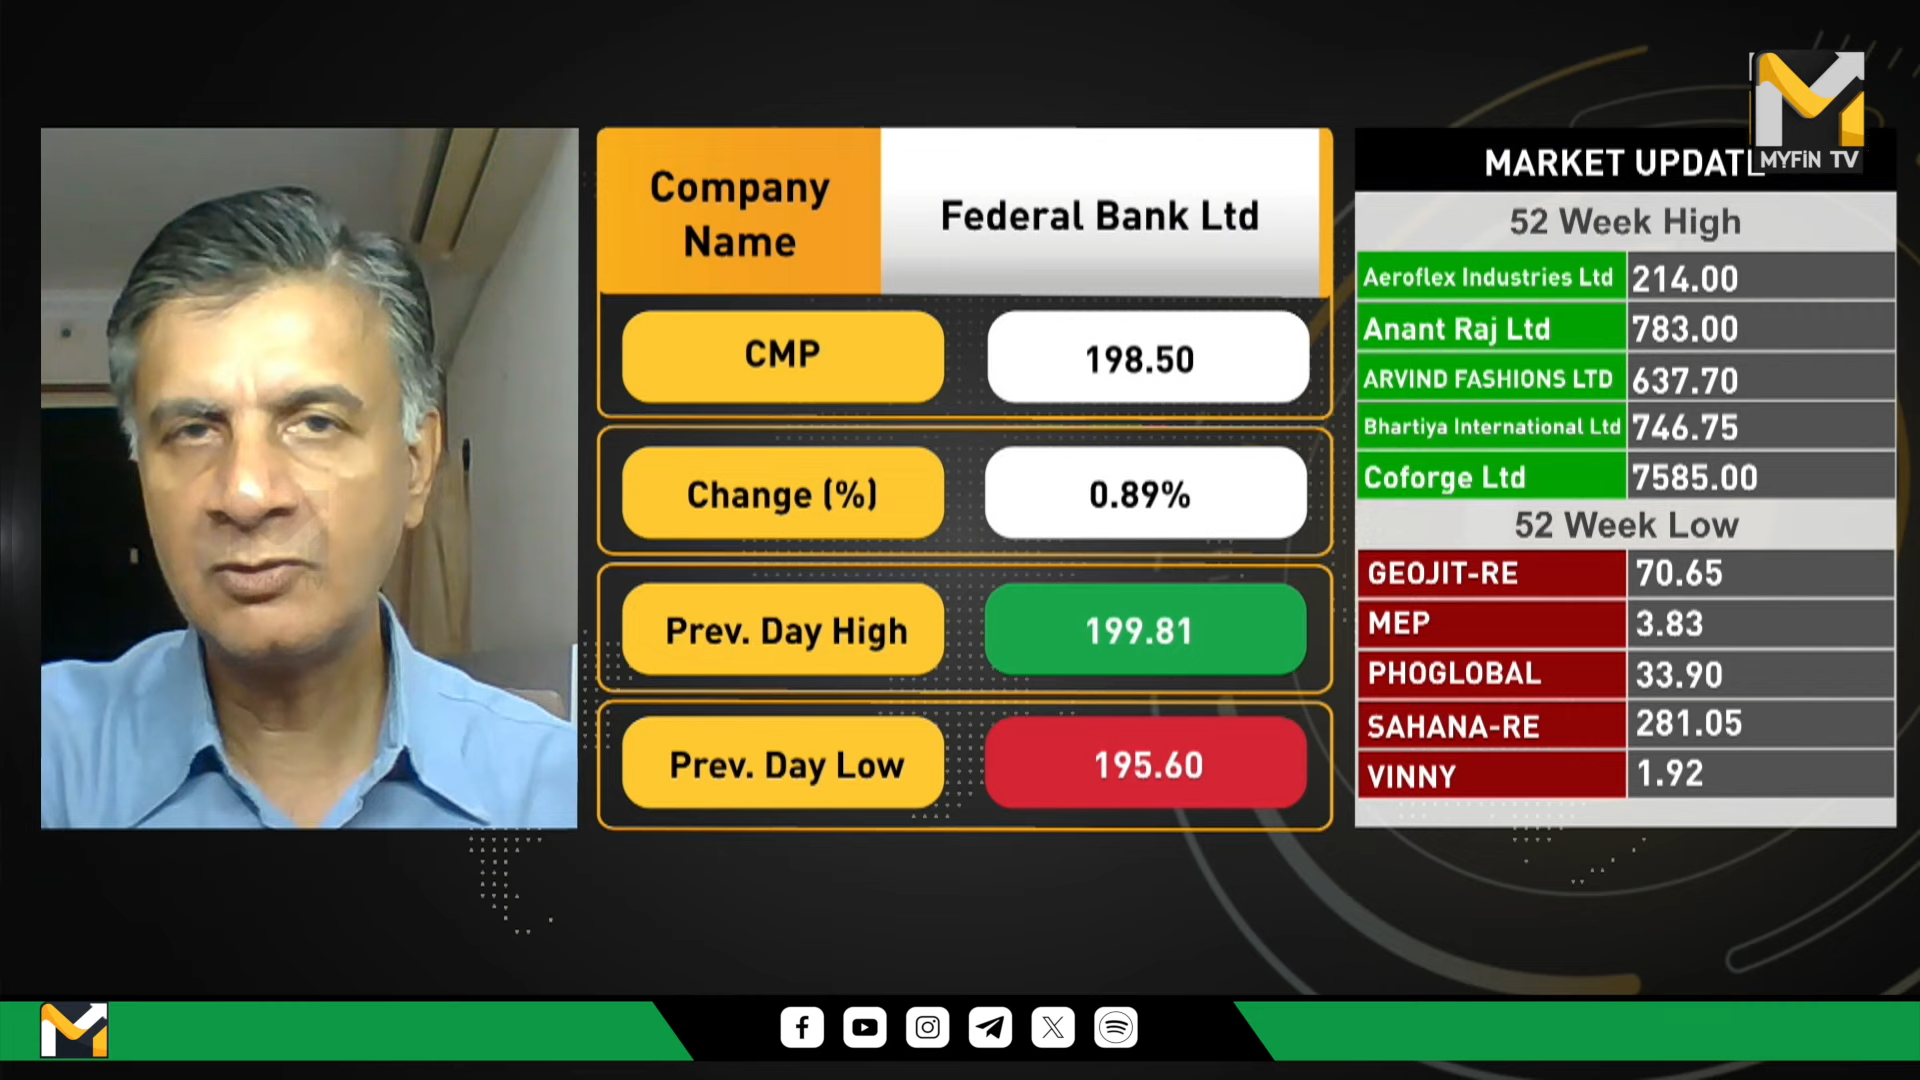 MYFiN TV
Company
Name
Federal Bank Ltd
CMP
198.50
Change (%)
0.89%
Prev. Day High
199.81
Prev. Day Low
195.60
MARKET UPDATE
52 Week High
Aeroflex Industries Ltd 214.00
Anant Raj Ltd 783.00
ARVIND FASHIONS LTD 637.70
Bhartiya International Ltd 746.75
Coforge Ltd 7585.00
52 Week Low
GEOJIT-RE 70.65
MEP 3.83
PHOGLOBAL 33.90
SAHANA-RE 281.05
VINNY 1.92